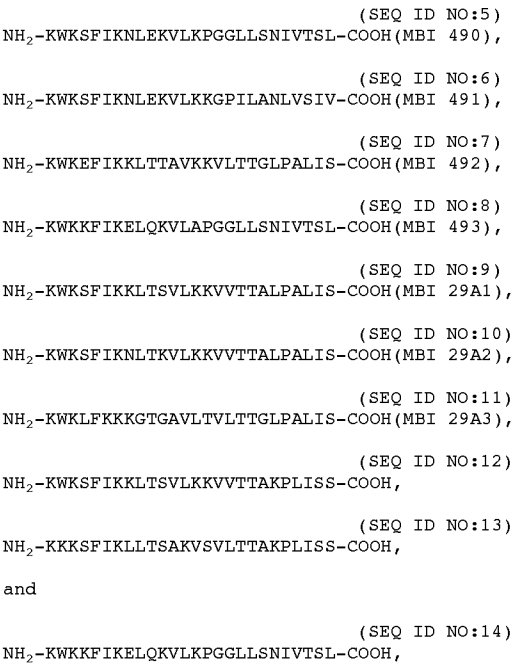 (SEQ ID NO:5)
NH₂-KWKSFIKNLEKVLKPGGLLSNIVTSL-COOH(MBI 490),
(SEQ ID NO:6)
NH₂-KWKSFIKNLEKVLKKGPILANLVSIV-COOH(MBI 491),
(SEQ ID NO:7)
NH₂-KWKEFIKKLTTAVKKVLTTGLPALIS-COOH(MBI 492),
(SEQ ID NO:8)
NH₂-KWKKFIKELQKVLAPGGLLSNIVTSL-COOH(MBI 493),
(SEQ ID NO:9)
NH₂-KWKSFIKKLTSVLKKVVTTALPALIS-COOH(MBI 29A1),
(SEQ ID NO:10)
NH₂-KWKSFIKNLTKVLKKVVTTALPALIS-COOH(MBI 29A2),
(SEQ ID NO:11)
NH₂-KWKLFKKKGTGAVLTVLTTGLPALIS-COOH(MBI 29A3),
(SEQ ID NO:12)
NH₂-KWKSFIKKLTSVLKKVVTTAKPLISS-COOH,
(SEQ ID NO:13)
NH₂-KKKSFIKLLTSAKVSVLTTAKPLISS-COOH,
and
(SEQ ID NO:14)
NH₂-KWKKFIKELQKVLKPGGLLSNIVTSL-COOH,